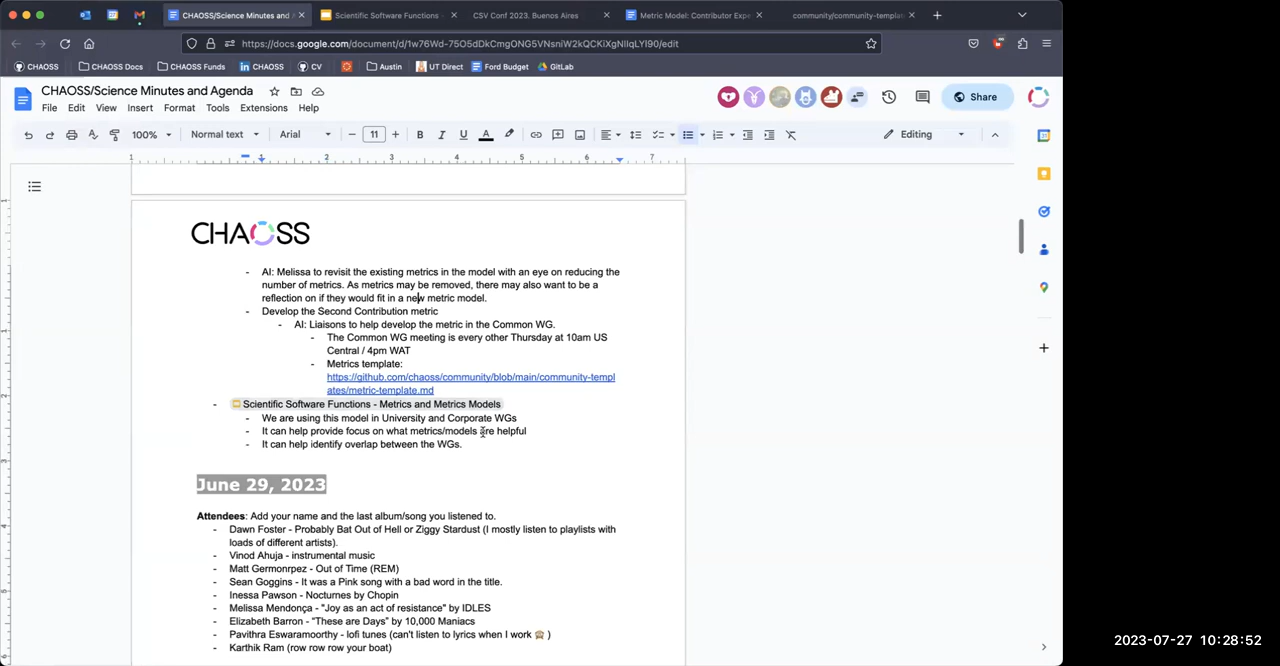 CHAOSS/Science Minutes and A
Scientific Software Functions
CSV Conf 2023. Buenos Aires
Metric Model: Contributor Expe
community/community-templat
https://docs.google.com/document/d/1w76Wd-75O5dDkCmgONG5VNsniW2kQCKiXgNlIqLYI90/edit
CHAOSS
CHAOSS Docs
CHAOSS Funds
CHAOSS
CV
Austin
UT Direct
Ford Budget
GitLab
CHAOSS/Science Minutes and Agenda
File Edit View Insert Format Tools Extensions Help
Share
100% Normal text Arial 11 Editing
1 1 2 3 4 5 6 7
CHAOSS
- AI: Melissa to revisit the existing metrics in the model with an eye on reducing the
number of metrics. As metrics may be removed, there may also want to be a
reflection on if they would fit in a new metric model.
- Develop the Second Contribution metric
- AI: Liaisons to help develop the metric in the Common WG.
- The Common WG meeting is every other Thursday at 10am US
Central / 4pm WAT
- Metrics template:
https://github.com/chaoss/community/blob/main/community-templ
ates/metric-template.md
- Scientific Software Functions - Metrics and Metrics Models
- We are using this model in University and Corporate WGs
- It can help provide focus on what metrics/models are helpful
- It can help identify overlap between the WGs.
June 29, 2023
Attendees: Add your name and the last album/song you listened to.
- Dawn Foster - Probably Bat Out of Hell or Ziggy Stardust (I mostly listen to playlists with
loads of different artists).
- Vinod Ahuja - instrumental music
- Matt Germonrpez - Out of Time (REM)
- Sean Goggins - It was a Pink song with a bad word in the title.
- Inessa Pawson - Nocturnes by Chopin
- Melissa Mendonça - "Joy as an act of resistance" by IDLES
- Elizabeth Barron - “These are Days” by 10,000 Maniacs
- Pavithra Eswaramoorthy - lofi tunes (can't listen to lyrics when I work 🙈 )
- Karthik Ram (row row row your boat)
2023-07-27 10:28:52